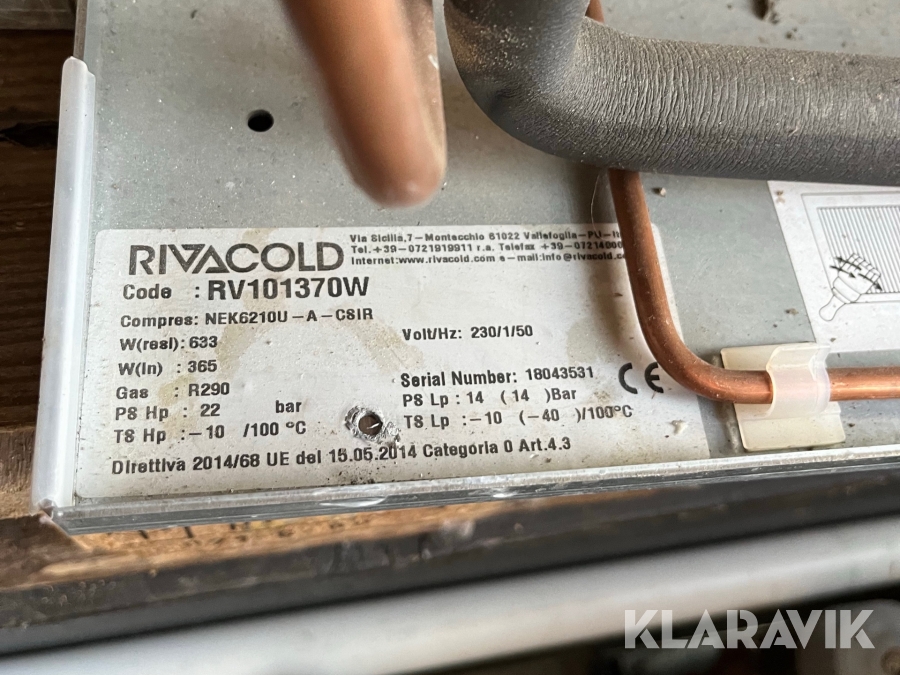 RIVACOLD
Via Sicilia,7 – Montecchio 61022 Vallefoglia–PU–
Tel.+39–0721919911 r.a. Telefax +39–
Internet:www.rivacold.com e–mail:info@rivacold.
Code : RV101370W
Compres: NEK6210U–A–CSIR
W(resl): 633
Volt/Hz: 230/1/50
W(In) : 365
Gas : R290
Serial Number: 18043531
CE
PS Hp : 22 bar
PS Lp : 14 ( 14 )Bar
TS Hp : –10 /100 °C
TS Lp : –10 ( –40 )/100°C
Direttiva 2014/68 UE del 15.05.2014 Categoria 0 Art.4.3
KLARAVIK